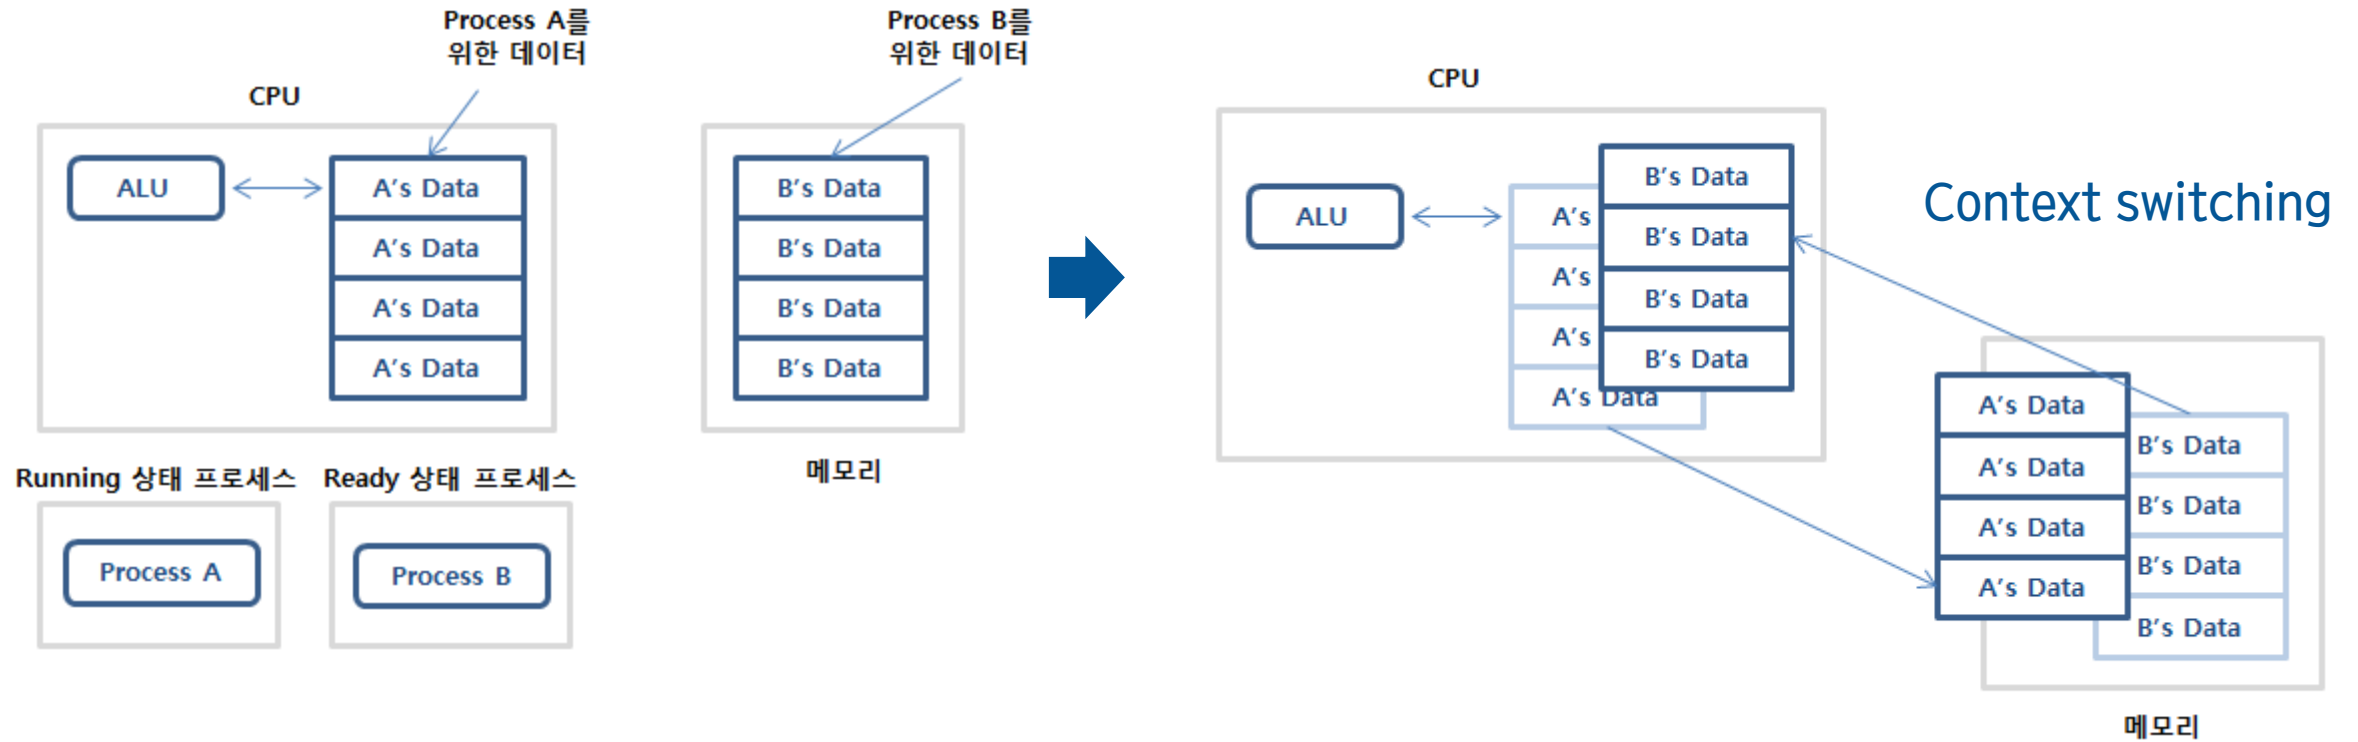 Process A를
위한 데이터
Process B를
위한 데이터
CPU
ALU
A's Data
A's Data
A's Data
A's Data
B's Data
B's Data
B's Data
B's Data
메모리
Running 상태 프로세스
Ready 상태 프로세스
Process A
Process B
CPU
ALU
A's
A's
A's
A's Data
B's Data
B's Data
B's Data
B's Data
Context switching
A's Data
A's Data
A's Data
A's Data
B's Data
B's Data
B's Data
B's Data
메모리